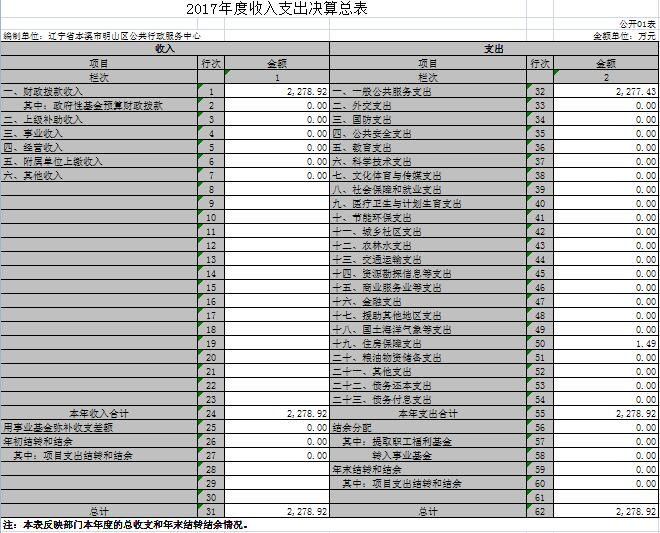 2017年度收入支出决算总表
公开01表
编制单位：辽宁省本溪市明山区公共行政服务中心 金额单位：万元
收入 支出
项目 行次 金额 项目 行次 金额
栏次 1 栏次 2
一、财政拨款收入 1 2,278.92 一、一般公共服务支出 32 2,277.43
其中：政府性基金预算财政拨款 2 0.00 二、外交支出 33 0.00
二、上级补助收入 3 0.00 三、国防支出 34 0.00
三、事业收入 4 0.00 四、公共安全支出 35 0.00
四、经营收入 5 0.00 五、教育支出 36 0.00
五、附属单位上缴收入 6 0.00 六、科学技术支出 37 0.00
六、其他收入 7 0.00 七、文化体育与传媒支出 38 0.00
8 八、社会保障和就业支出 39 0.00
9 九、医疗卫生与计划生育支出 40 0.00
10 十、节能环保支出 41 0.00
11 十一、城乡社区支出 42 0.00
12 十二、农林水支出 43 0.00
13 十三、交通运输支出 44 0.00
14 十四、资源勘探信息等支出 45 0.00
15 十五、商业服务业等支出 46 0.00
16 十六、金融支出 47 0.00
17 十七、援助其他地区支出 48 0.00
18 十八、国土海洋气象等支出 49 0.00
19 十九、住房保障支出 50 1.49
20 二十、粮油物资储备支出 51 0.00
21 二十一、其他支出 52 0.00
22 二十二、债务还本支出 53 0.00
23 二十三、债务付息支出 54 0.00
本年收入合计 24 2,278.92 本年支出合计 55 2,278.92
用事业基金弥补收支差额 25 0.00 结余分配 56 0.00
年初结转和结余 26 0.00 其中：提取职工福利基金 57 0.00
其中：项目支出结转和结余 27 0.00 转入事业基金 58 0.00
28 年末结转和结余 59 0.00
29 其中：项目支出结转和结余 60 0.00
30 61
总计 31 2,278.92 总计 62 2,278.92
注：本表反映部门本年度的总收支和年末结转结余情况。